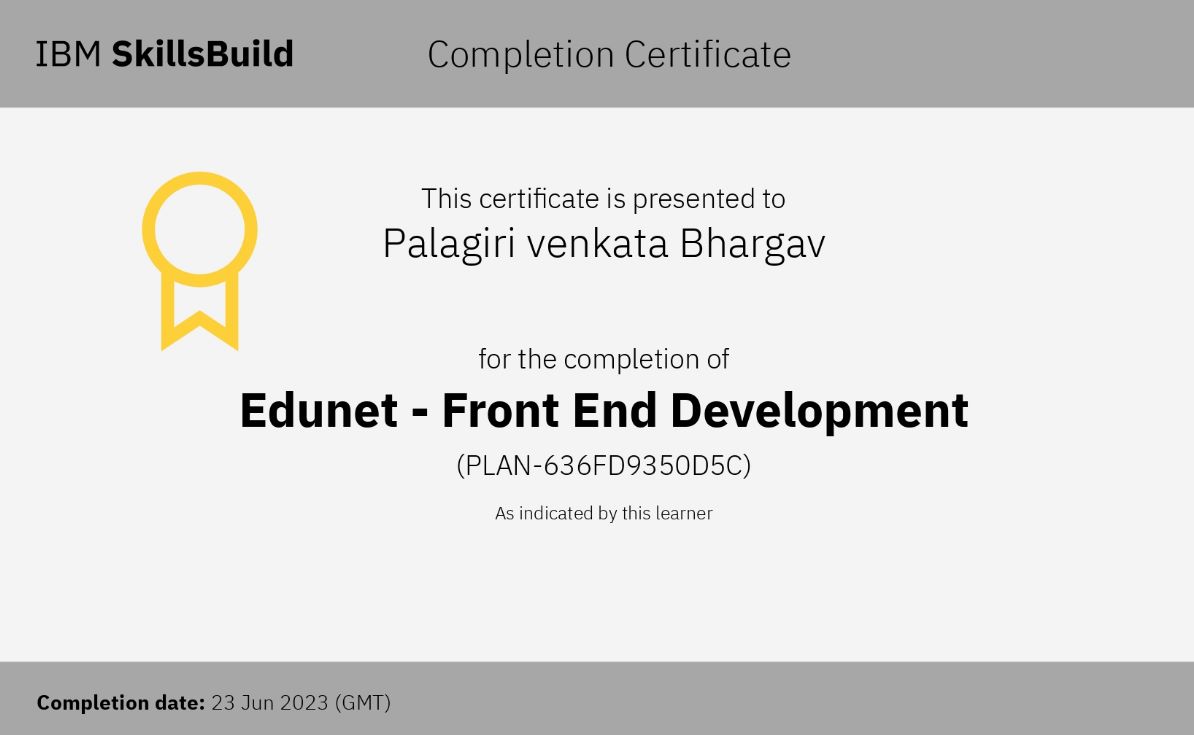 IBM SkillsBuild
Completion Certificate
This certificate is presented to
Palagiri venkata Bhargav
for the completion of
Edunet - Front End Development
(PLAN-636FD9350D5C)
As indicated by this learner
Completion date: 23 Jun 2023 (GMT)